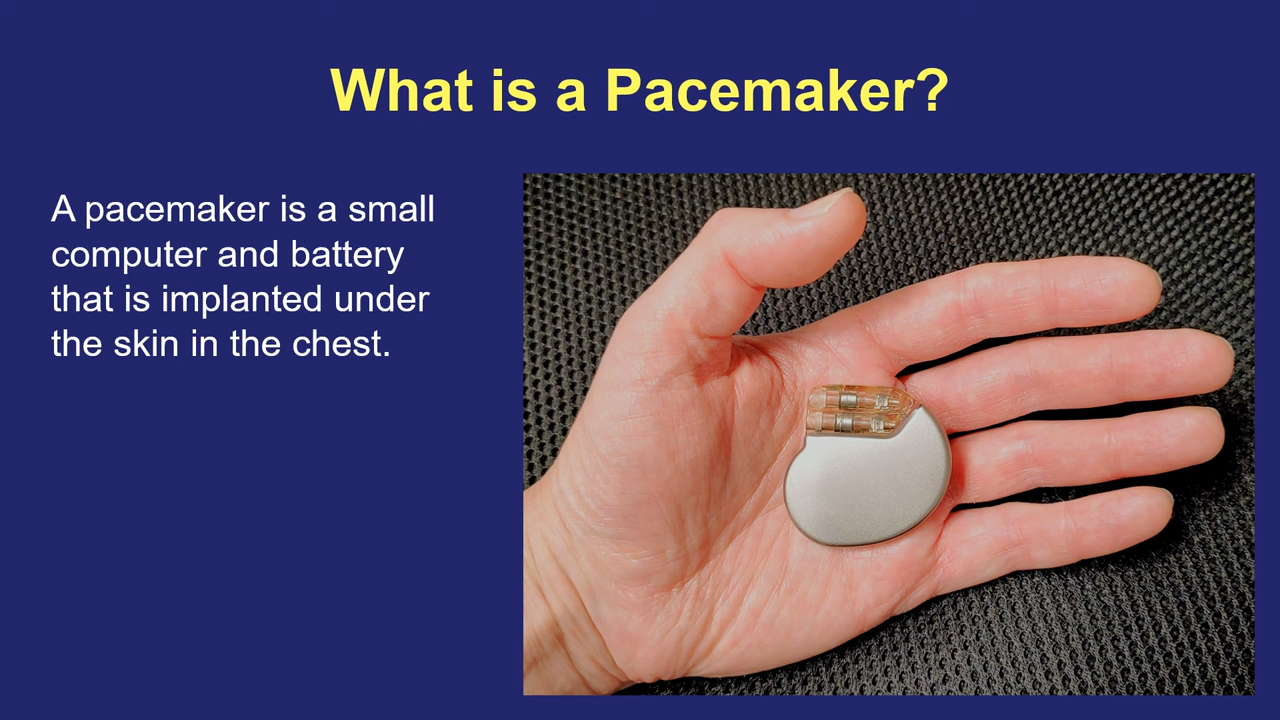 What is a Pacemaker?
A pacemaker is a small
computer and battery
that is implanted under
the skin in the chest.